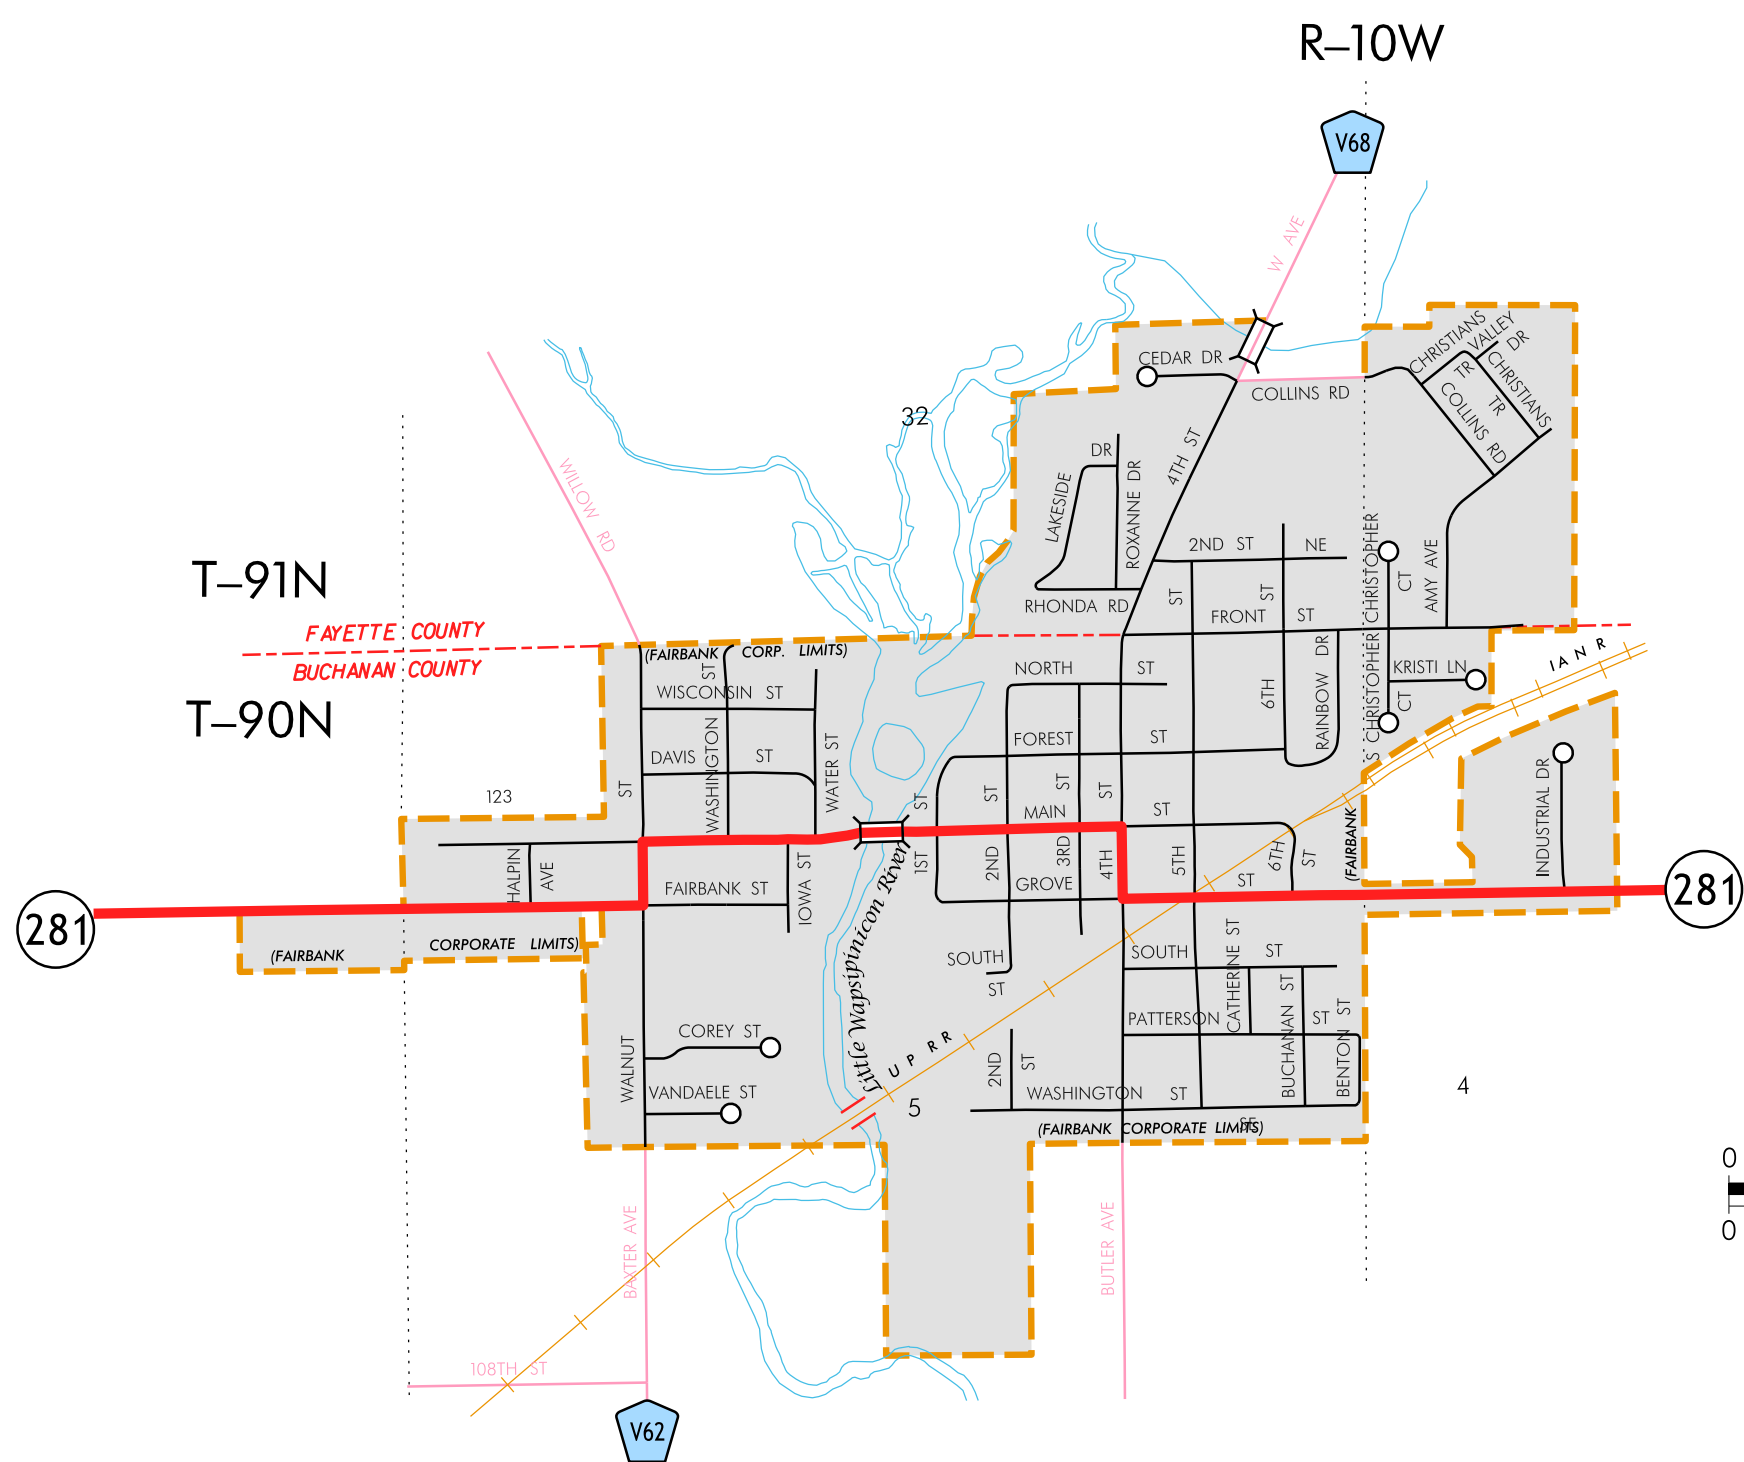 R–10W
V68
W AVE
CEDAR DR
COLLINS RD
CHRISTIANS
TR
VALLEY
DR
CHRISTIANS
TR
COLLINS RD
32
4TH ST
DR
LAKESIDE
ROXANNE DR
WILLOW RD
2ND ST NE
RHONDA RD
ST
ST
FRONT ST
S CHRISTOPHER CHRISTOPHER
CT
AMY AVE
T–91N
FAYETTE COUNTY
BUCHANAN COUNTY
T–90N
(FAIRBANK CORP. LIMITS)
IANR
ST
WISCONSIN ST
NORTH ST
6TH
RAINBOW DR
KRISTI LN
CT
DAVIS ST
WASHINGTON
WATER ST
FOREST ST
ST
123
ST
ST
ST
MAIN
ST
ST
ST
INDUSTRIAL DR
(FAIRBANK
HALPIN
AVE
FAIRBANK ST
IOWA ST
1ST
2ND
3RD
4TH
5TH
6TH
ST
GROVE
ST
281
281
(FAIRBANK CORPORATE LIMITS)
Little Wapsipinicon River
SOUTH
ST
SOUTH ST
CATHERINE ST
PATTERSON ST
BUCHANAN ST
BENTON ST
WALNUT
COREY ST
VANDAELE ST
UP RR
2ND
ST
WASHINGTON ST
SE
5
4
(FAIRBANK CORPORATE LIMITS)
0
0
BAXTER AVE
BUTLER AVE
108TH ST
V62